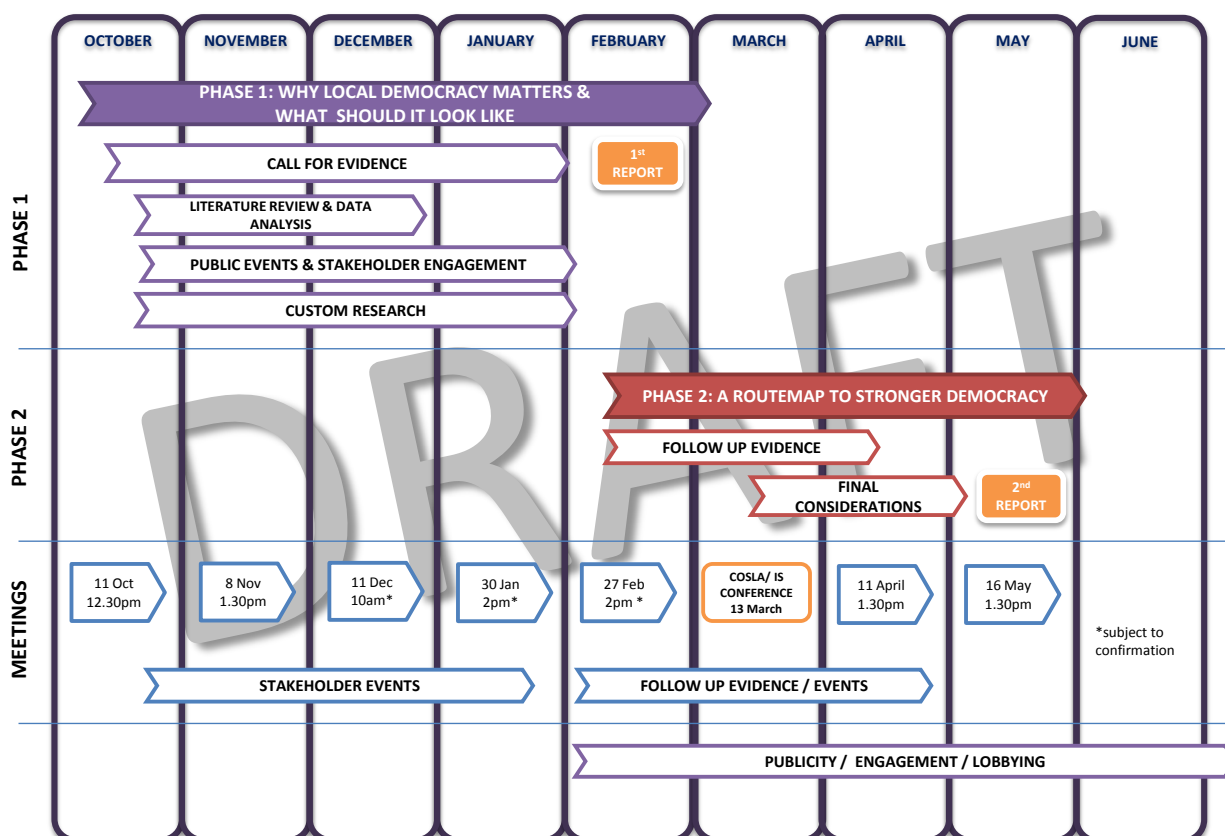 OCTOBER
NOVEMBER
DECEMBER
JANUARY
FEBRUARY
MARCH
APRIL
MAY
JUNE
PHASE 1
PHASE 1: WHY LOCAL DEMOCRACY MATTERS &
WHAT SHOULD IT LOOK LIKE
CALL FOR EVIDENCE
1st
REPORT
LITERATURE REVIEW & DATA
ANALYSIS
PUBLIC EVENTS & STAKEHOLDER ENGAGEMENT
CUSTOM RESEARCH
DRAFT
PHASE 2
PHASE 2: A ROUTEMAP TO STRONGER DEMOCRACY
FOLLOW UP EVIDENCE
FINAL
CONSIDERATIONS
2nd
REPORT
MEETINGS
11 Oct
12.30pm
8 Nov
1.30pm
11 Dec
10am*
30 Jan
2pm*
27 Feb
2pm *
COSLA/ IS
CONFERENCE
13 March
11 April
1.30pm
16 May
1.30pm
*subject to
confirmation
STAKEHOLDER EVENTS
FOLLOW UP EVIDENCE / EVENTS
PUBLICITY / ENGAGEMENT / LOBBYING